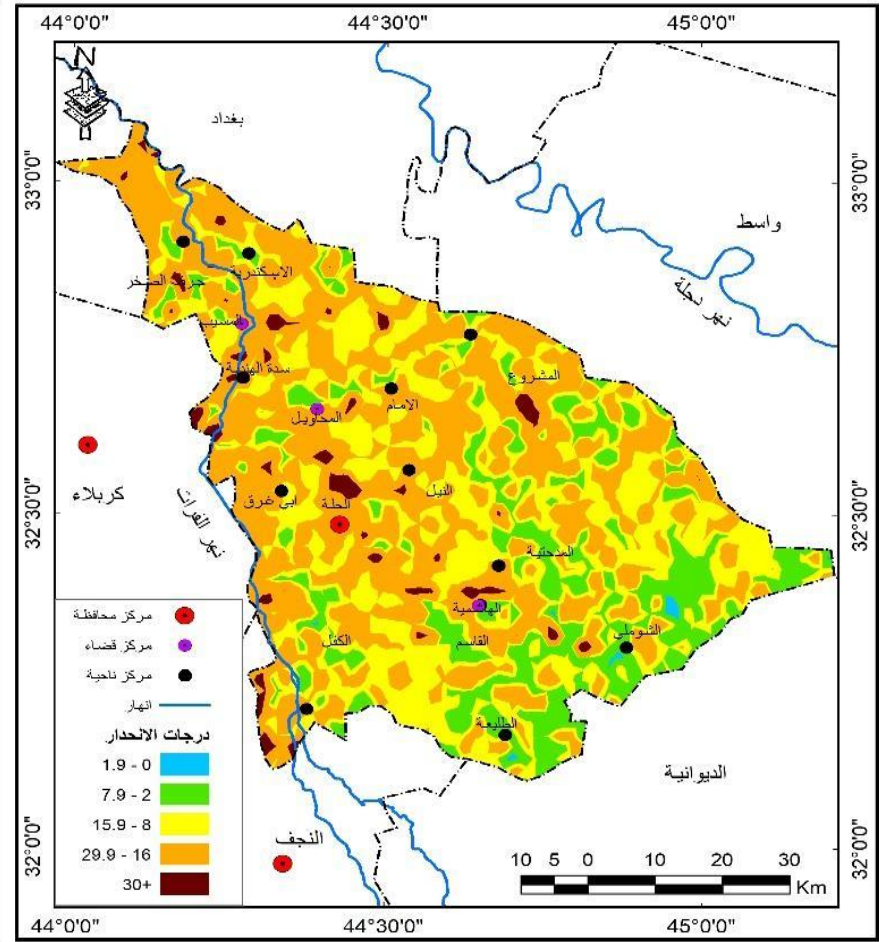 44°0'0"
44°30'0"
45°0'0"
N
بغداد
33°0'0"
33°0'0"
واسط
نهر دجلة
الاسكندرية
جرف الصخر
المسيب
سدة الهندية
المشروع
الامام
المحاويل
كربلاء
نهر الفرات
النيل
ابي غرق
الحلة
32°30'0"
32°30'0"
المدحتية
الهاشمية
القاسم
الشوملي
الكفل
الطليعة
الديوانية
النجف
مركز محافظة
مركز قضاء
مركز ناحية
انهار
درجات الانحدار
1.9 - 0
7.9 - 2
15.9 - 8
29.9 - 16
30+
32°0'0"
32°0'0"
10 5 0 10 20 30
Km
44°0'0"
44°30'0"
45°0'0"